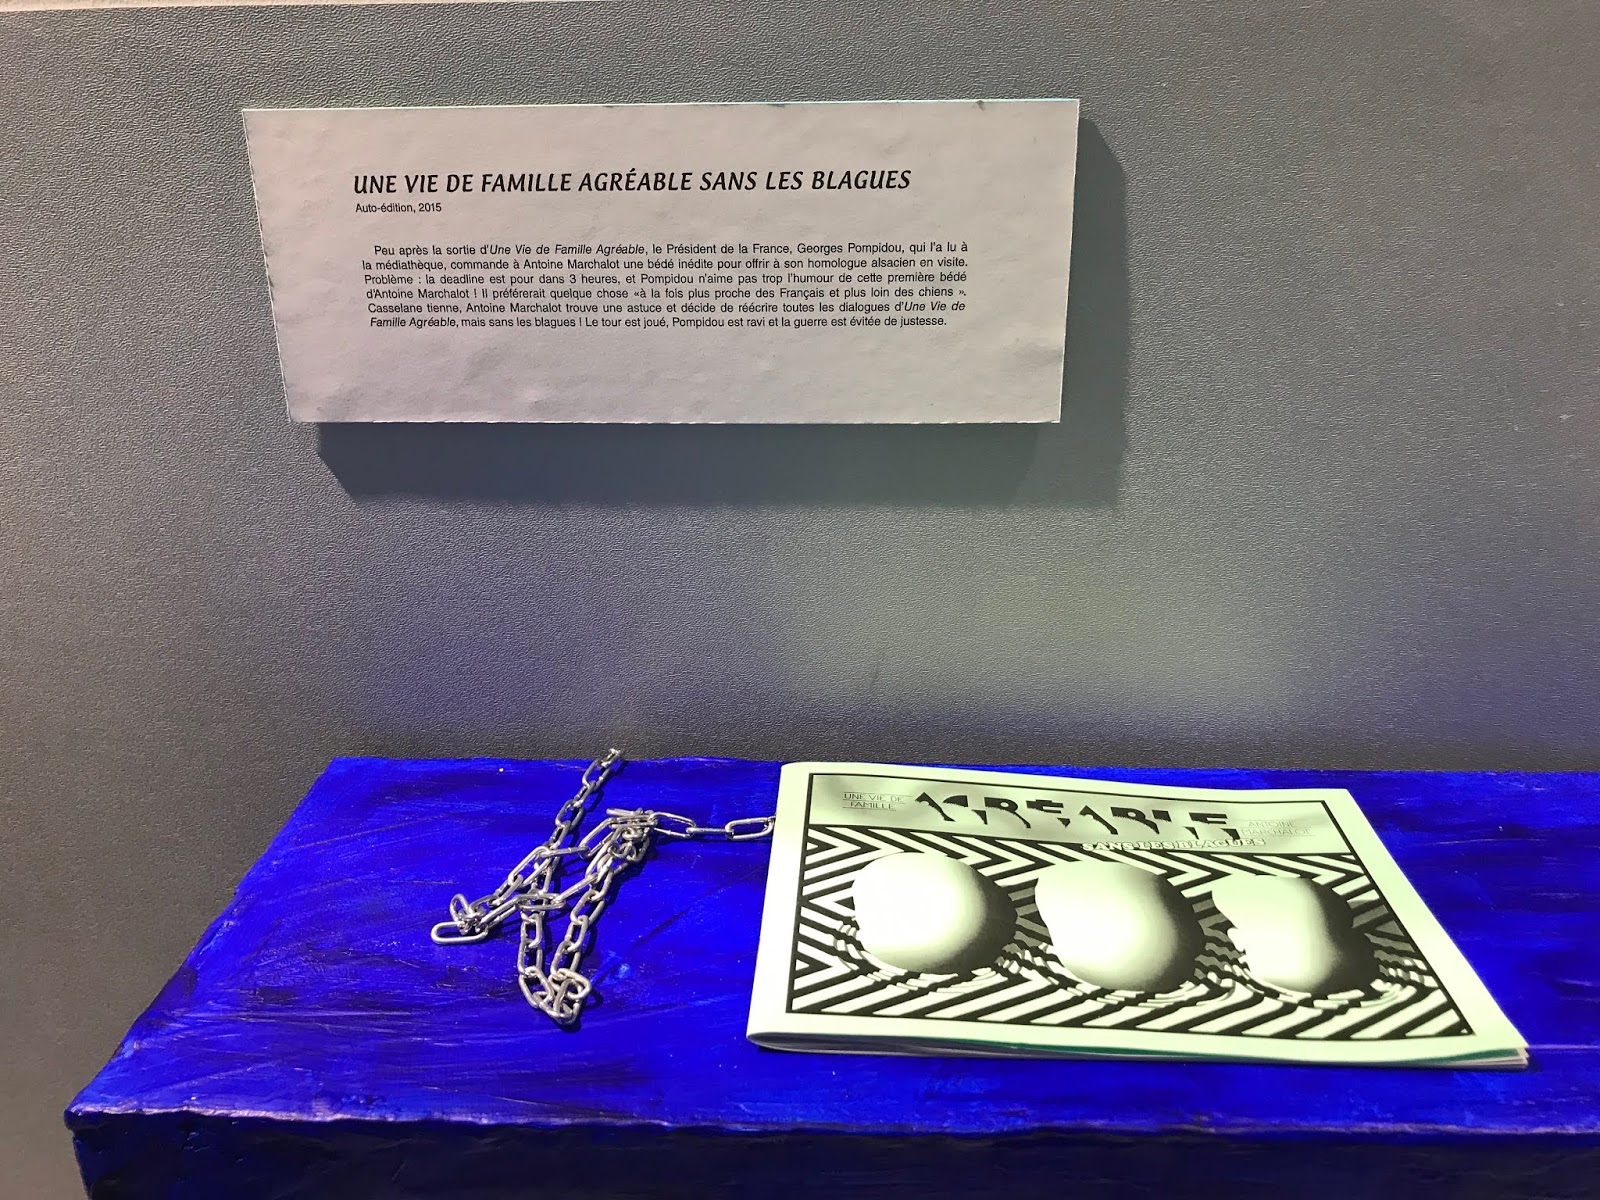 UNE VIE DE FAMILLE AGRÉABLE SANS LES BLAGUES
Auto-édition, 2015
Peu après la sortie d'Une Vie de Famille Agréable, le Président de la France, Georges Pompidou, qui l'a lu à
la médiathèque, commande à Antoine Marchalot une bédé inédite pour offrir à son homologue alsacien en visite.
Problème : la deadline est pour dans 3 heures, et Pompidou n'aime pas trop l'humour de cette première bédé
d'Antoine Marchalot ! Il préférerait quelque chose «à la fois plus proche des Français et plus loin des chiens ».
Casselane tienne, Antoine Marchalot trouve une astuce et décide de réécrire toutes les dialogues d'Une Vie de
Famille Agréable, mais sans les blagues ! Le tour est joué, Pompidou est ravi et la guerre est évitée de justesse.
UNE VIE DE
FAMILLE
AGRÉABLE
ANTOINE
MARCHALOT
SANS LES BLAGUES